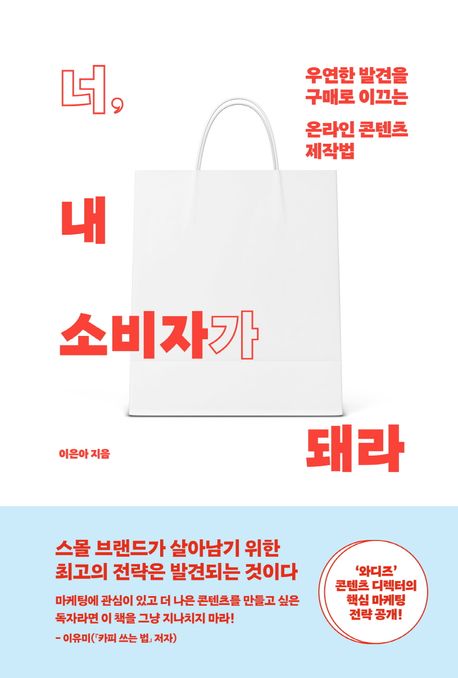 너,
우연한 발견을
구매로 이끄는
온라인 콘텐츠
제작법
내
소비자가
돼라
이은아 지음
스몰 브랜드가 살아남기 위한
최고의 전략은 발견되는 것이다
마케팅에 관심이 있고 더 나은 콘텐츠를 만들고 싶은
독자라면 이 책을 그냥 지나치지 마라!
– 이유미(『카피 쓰는 법』 저자)
‘와디즈’
콘텐츠 디렉터의
핵심 마케팅
전략 공개!